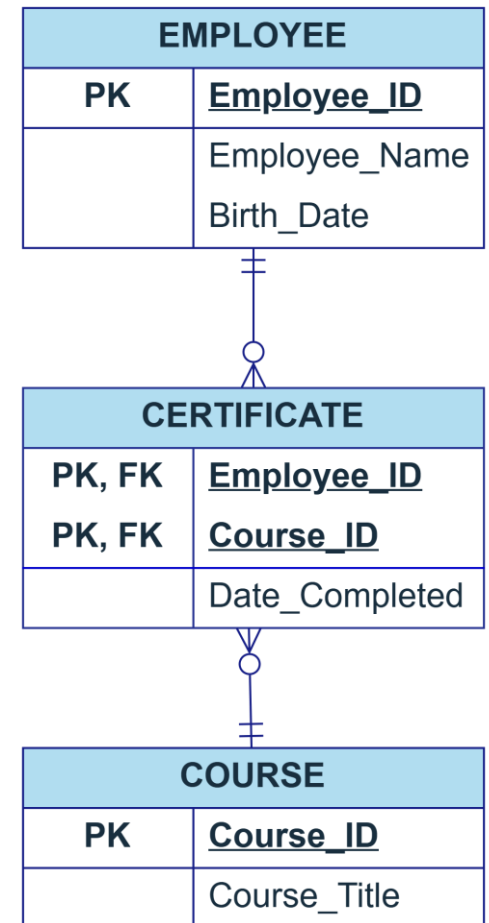 EMPLOYEE
PK Employee_ID
Employee_Name
Birth_Date
CERTIFICATE
PK, FK Employee_ID
PK, FK Course_ID
Date_Completed
COURSE
PK Course_ID
Course_Title